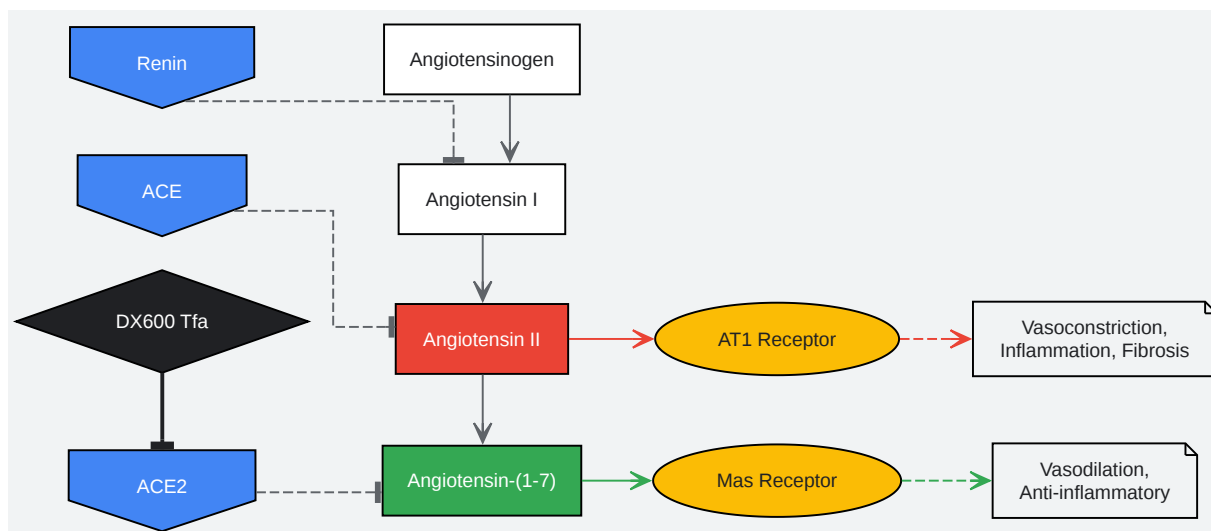 Renin
Angiotensinogen
ACE
Angiotensin I
DX600 Tfa
Angiotensin II
AT1 Receptor
Vasoconstriction,
Inflammation, Fibrosis
ACE2
Angiotensin-(1-7)
Mas Receptor
Vasodilation,
Anti-inflammatory